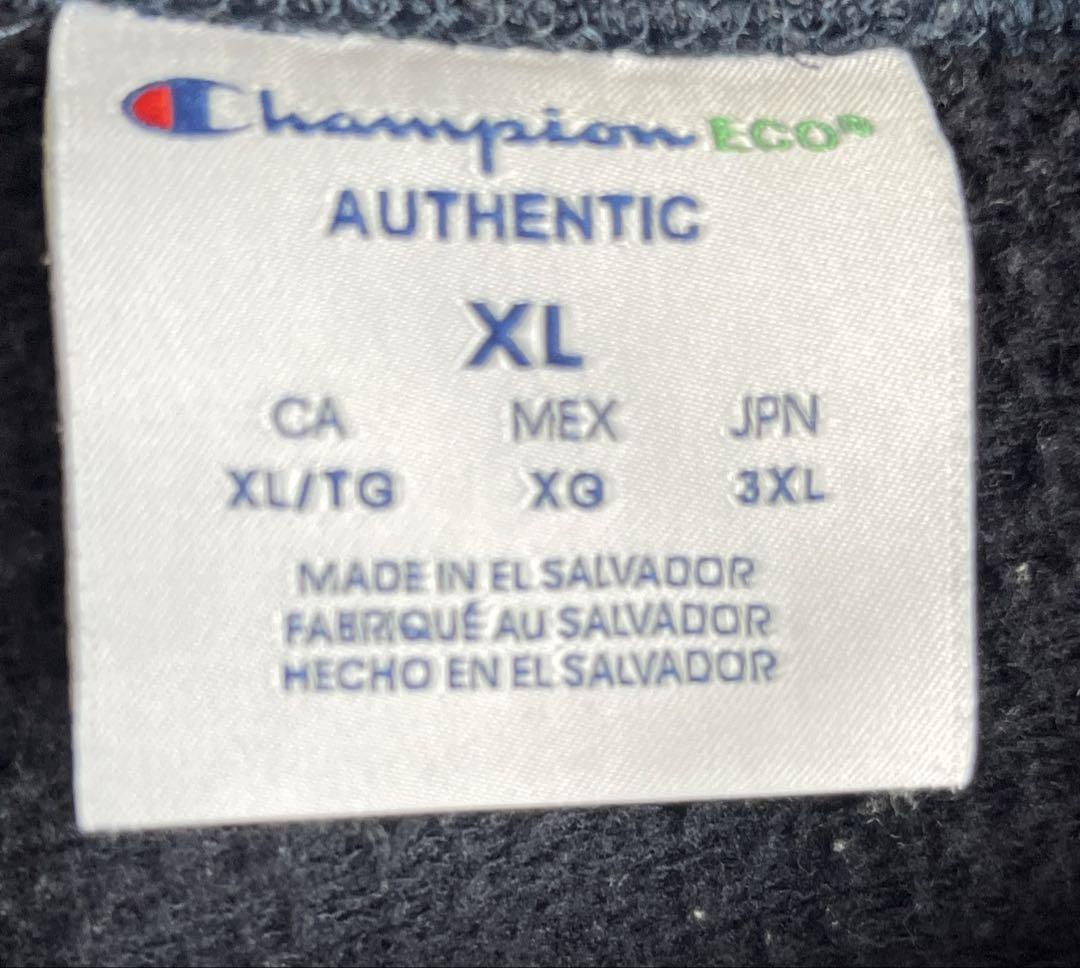 Champion ECO®
AUTHENTIC
XL
CA MEX JPN
XL/TG XG 3XL
MADE IN EL SALVADOR
FABRIQUÉ AU SALVADOR
HECHO EN EL SALVADOR